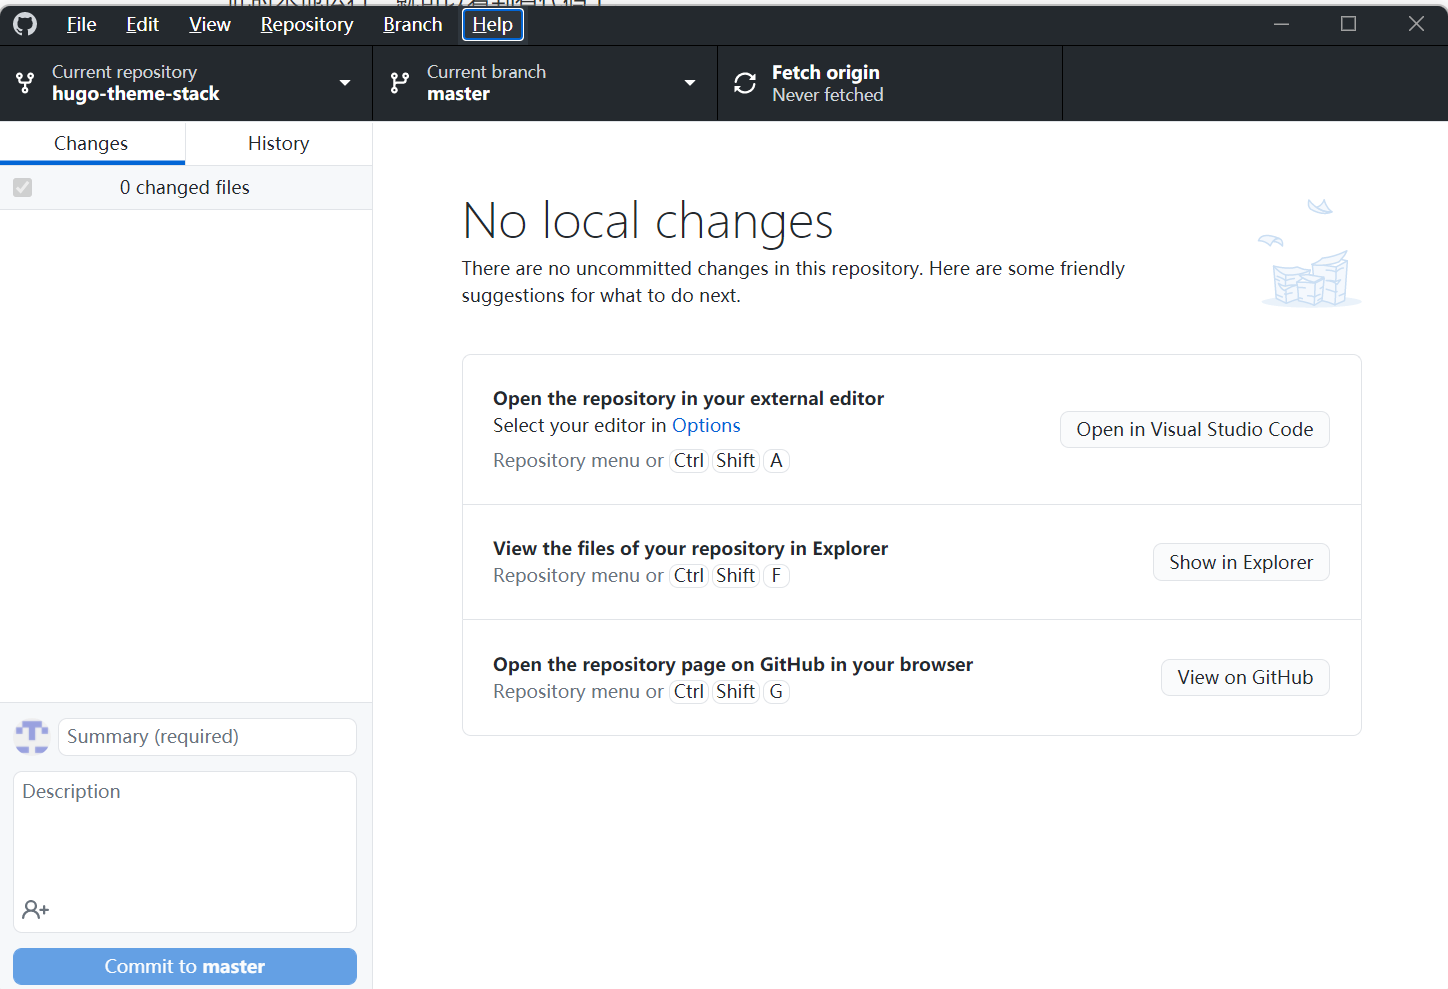 File Edit View Repository Branch Help
Current repository
hugo-theme-stack
Current branch
master
Fetch origin
Never fetched
Changes History
0 changed files
No local changes
There are no uncommitted changes in this repository. Here are some friendly
suggestions for what to do next.
Open the repository in your external editor
Select your editor in Options
Repository menu or Ctrl Shift A
Open in Visual Studio Code
View the files of your repository in Explorer
Repository menu or Ctrl Shift F
Show in Explorer
Open the repository page on GitHub in your browser
Repository menu or Ctrl Shift G
View on GitHub
Summary (required)
Description
Commit to master